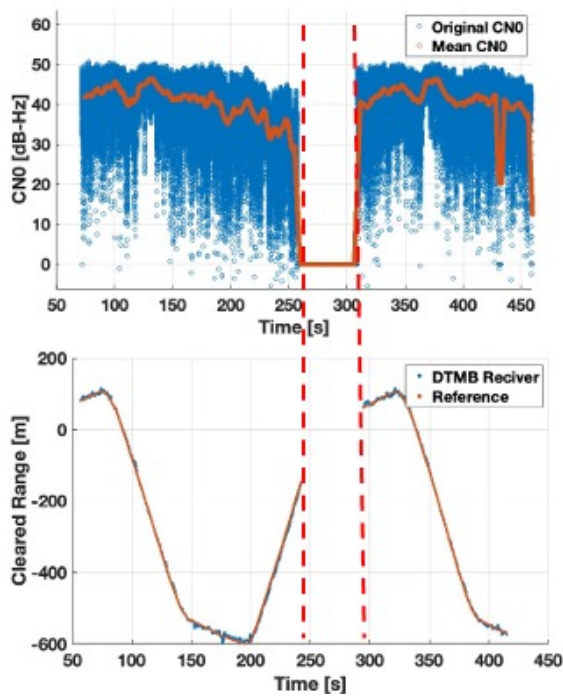 60
50
40
30
20
10
0
CN0 [dB-Hz]
Original CN0
Mean CN0
50 100 150 200 250 300 350 400 450
Time [s]
200
0
-200
-400
-600
Cleared Range [m]
DTMB Reciver
Reference
50 100 150 200 250 300 350 400 450
Time [s]